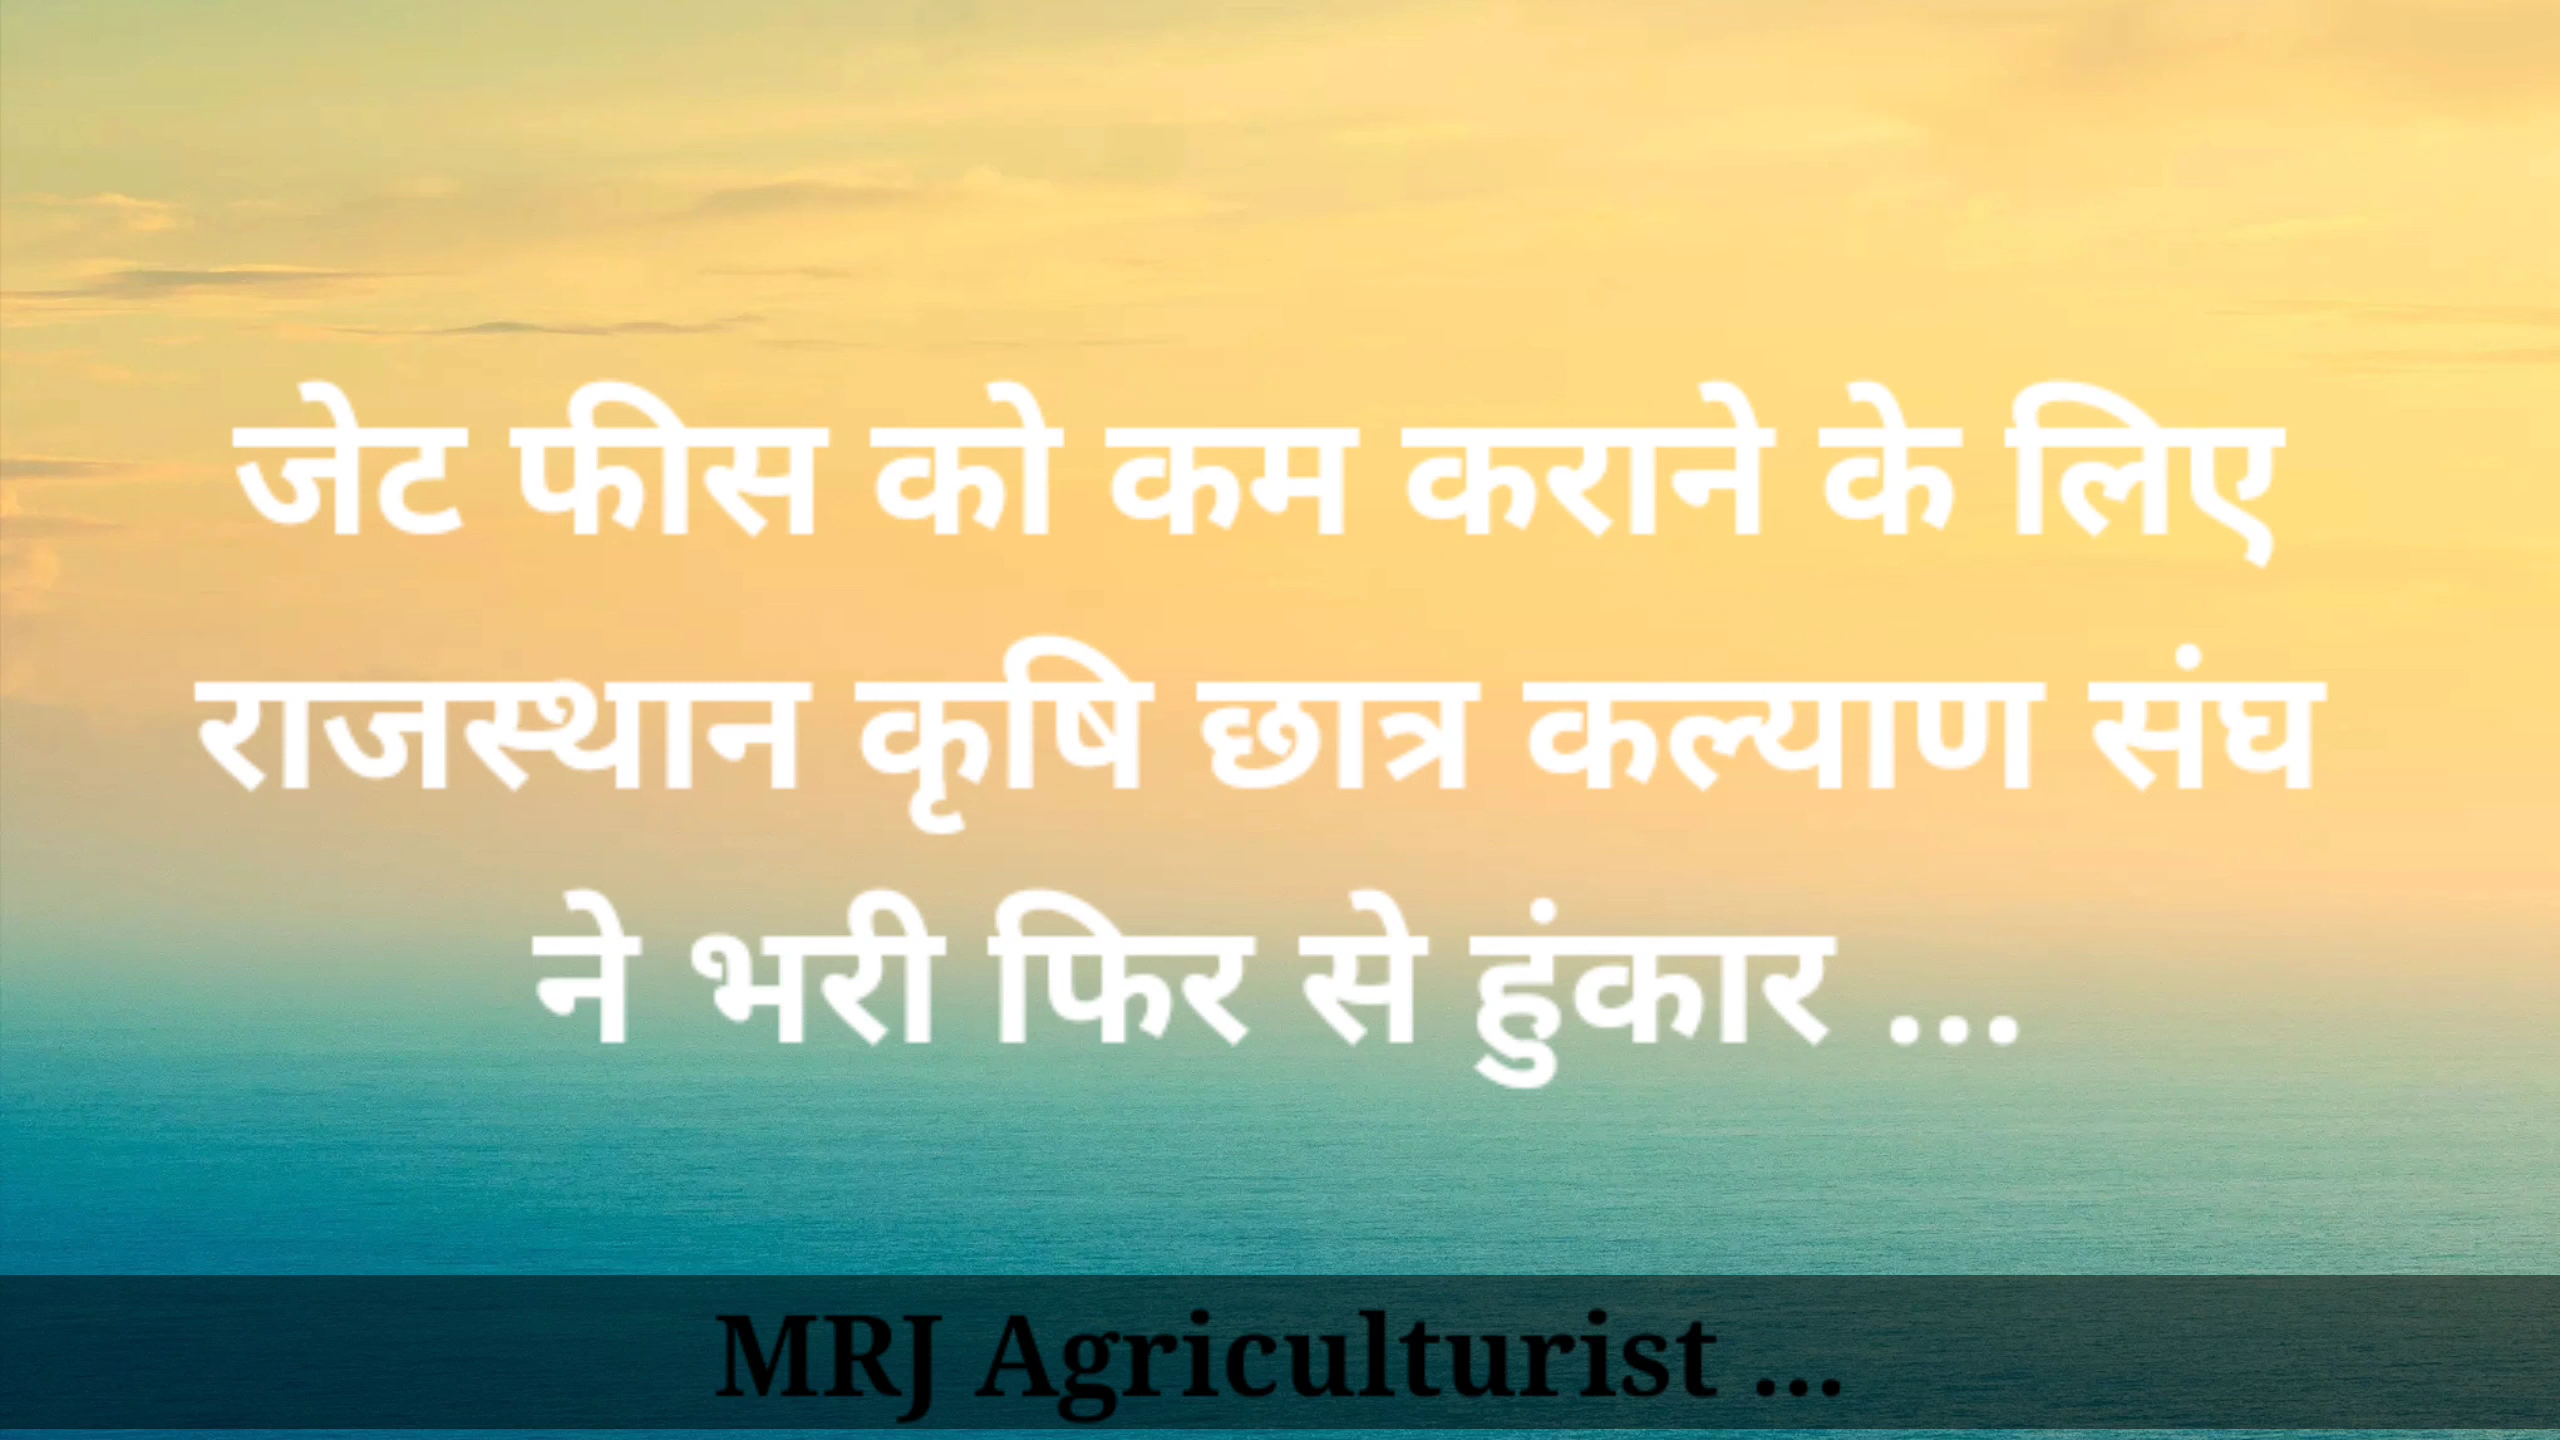 जेट फीस को कम कराने के लिए
राजस्थान कृषि छात्र कल्याण संघ
ने भरी फिर से हुंकार ...
MRJ Agriculturist ...